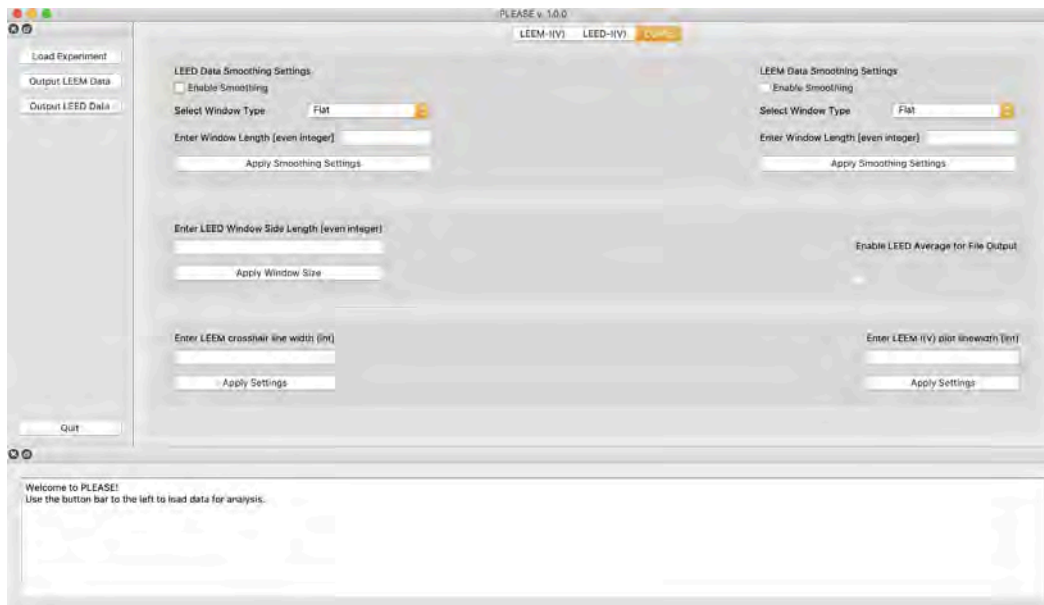 PLEASE v. 1.0.0
LEEM-I(V) LEED-I(V) Config
Load Experiment
Output LEEM Data
Output LEED Data
LEED Data Smoothing Settings
Enable Smoothing
Select Window Type Flat
Enter Window Length [even integer]
Apply Smoothing Settings
LEEM Data Smoothing Settings
Enable Smoothing
Select Window Type Flat
Enter Window Length [even integer]
Apply Smoothing Settings
Enter LEED Window Side Length [even integer]
Apply Window Size
Enable LEED Average for File Output
Enter LEEM crosshair line width [int]
Apply Settings
Enter LEEM I(V) plot linewidth [int]
Apply Settings
Quit
Welcome to PLEASE!
Use the button bar to the left to load data for analysis.